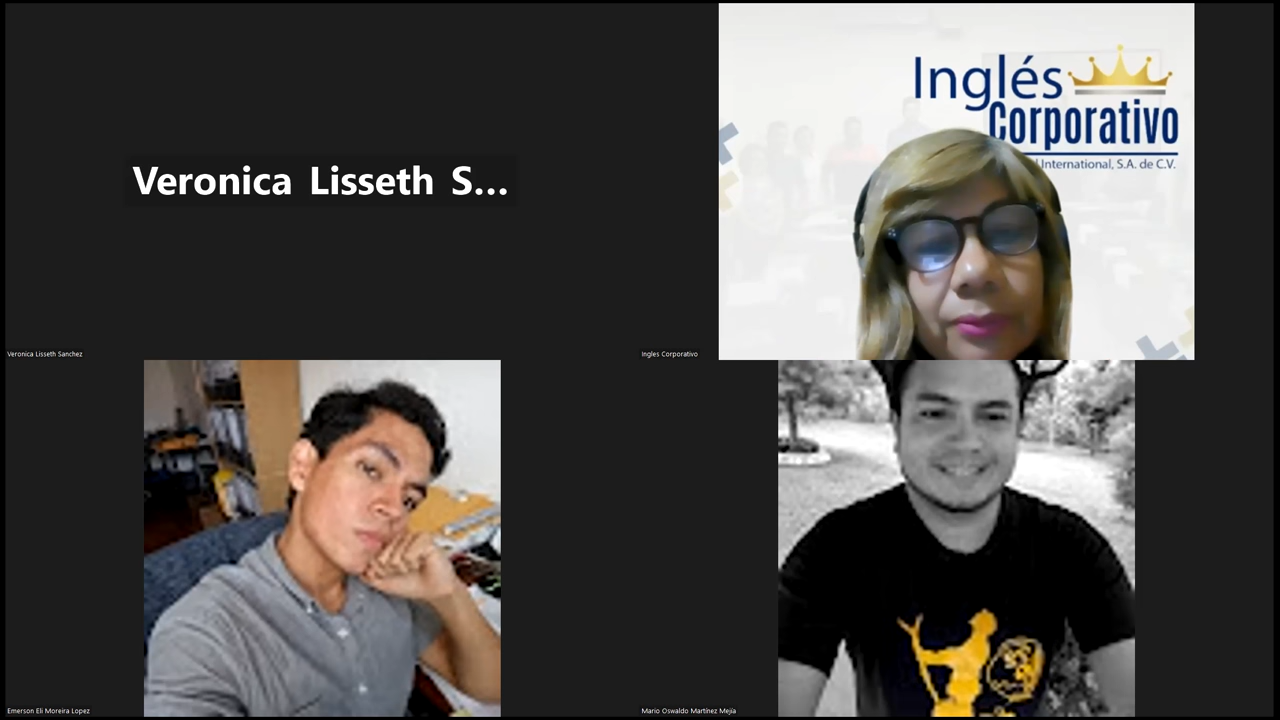 Veronica Lisseth S...
Veronica Lisseth Sanchez
Inglés
Corporativo
International, S.A. de C.V.
Ingles Corporativo
Emerson Eli Moreira Lopez
Mario Oswaldo Martínez Mejía